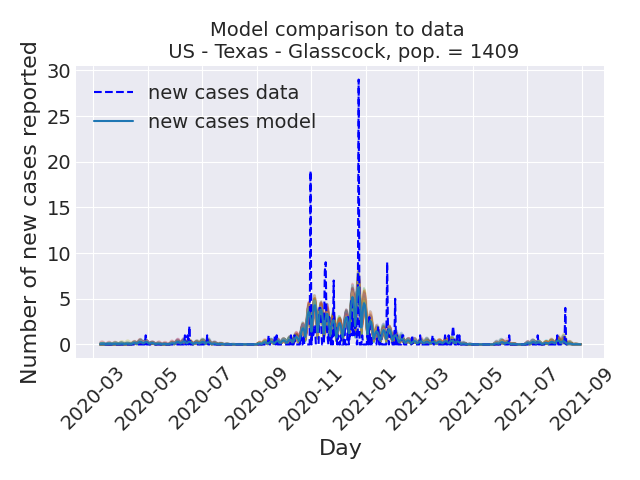 Model comparison to data
US - Texas - Glasscock, pop. = 1409
Number of new cases reported
30
25
20
15
10
5
0
new cases data
new cases model
2020-03
2020-05
2020-07
2020-09
2020-11
2021-01
2021-03
2021-05
2021-07
2021-09
Day